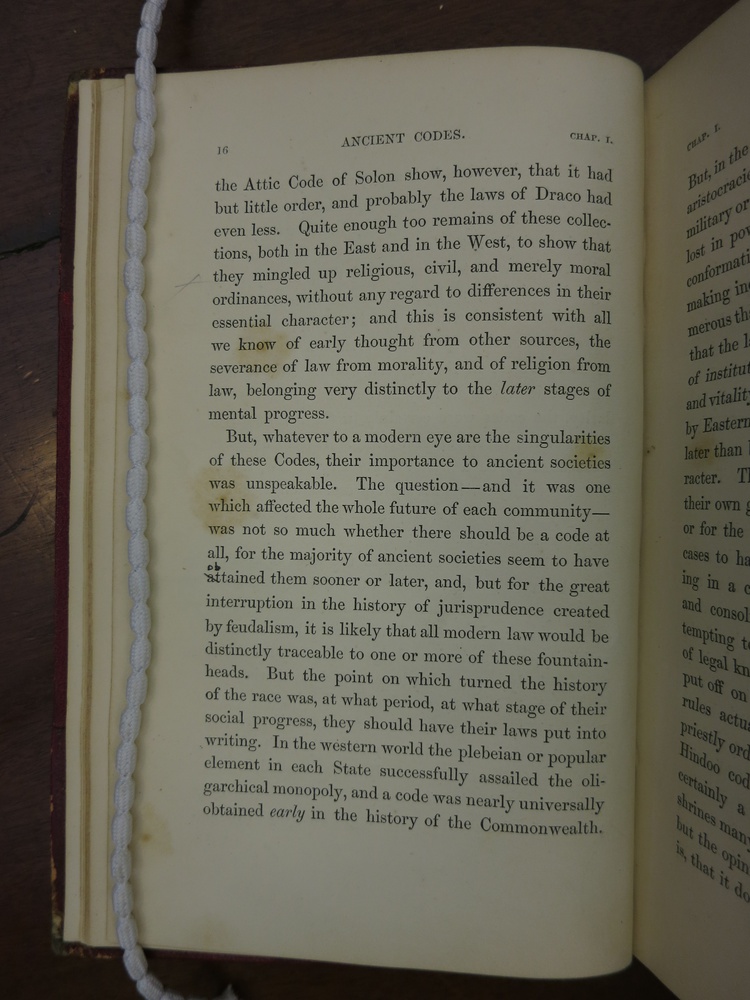 16
ANCIENT CODES.
CHAP. I.
the Attic Code of Solon show, however, that it had
but little order, and probably the laws of Draco had
even less. Quite enough too remains of these collec-
tions, both in the East and in the West, to show that
they mingled up religious, civil, and merely moral
ordinances, without any regard to differences in their
essential character; and this is consistent with all
we know of early thought from other sources, the
severance of law from morality, and of religion from
law, belonging very distinctly to the later stages of
mental progress.
But, whatever to a modern eye are the singularities
of these Codes, their importance to ancient societies
was unspeakable. The question—and it was one
which affected the whole future of each community—
was not so much whether there should be a code at
all, for the majority of ancient societies seem to have
ob
attained them sooner or later, and, but for the great
interruption in the history of jurisprudence created
by feudalism, it is likely that all modern law would be
distinctly traceable to one or more of these fountain-
heads. But the point on which turned the history
of the race was, at what period, at what stage of their
social progress, they should have their laws put into
writing. In the western world the plebeian or popular
element in each State successfully assailed the oli-
garchical monopoly, and a code was nearly universally
obtained early in the history of the Commonwealth.
CHAP. I.
But, in the
aristocracie
military or
lost in pow
conformati
making ind
merous th
that the l
of institut
and vitality
by Eastern
later than
racter. T
their own g
or for the
cases to ha
ing in a c
and consol
tempting to
of legal kn
put off on
rules actua
priestly ord
Hindoo cod
certainly a
shrines many
but the opin
is, that it do